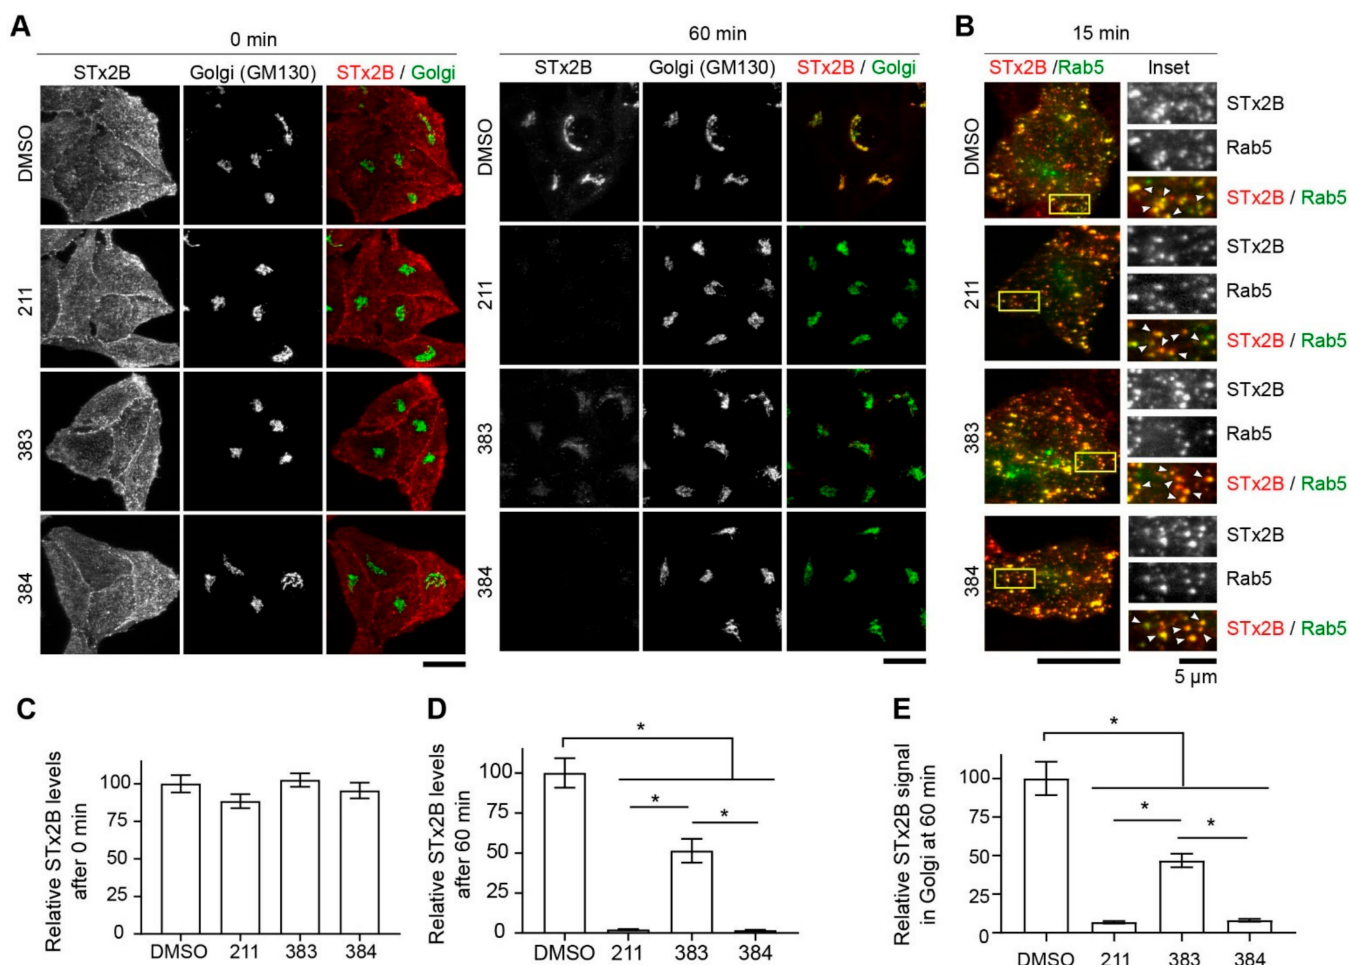 A
0 min
STx2B
Golgi (GM130)
STx2B / Golgi
DMSO
211
383
384
60 min
STx2B
Golgi (GM130)
STx2B / Golgi
DMSO
211
383
384
B
15 min
STx2B /Rab5
Inset
DMSO
STx2B
Rab5
STx2B / Rab5
211
STx2B
Rab5
STx2B / Rab5
383
STx2B
Rab5
STx2B / Rab5
384
STx2B
Rab5
STx2B / Rab5
5 µm
C
Relative STx2B levels
after 0 min
100
75
50
25
0
DMSO
211
383
384
D
Relative STx2B levels
after 60 min
100
75
50
25
0
*
*
*
DMSO
211
383
384
E
Relative STx2B signal
in Golgi at 60 min
100
75
50
25
0
*
*
*
DMSO
211
383
384